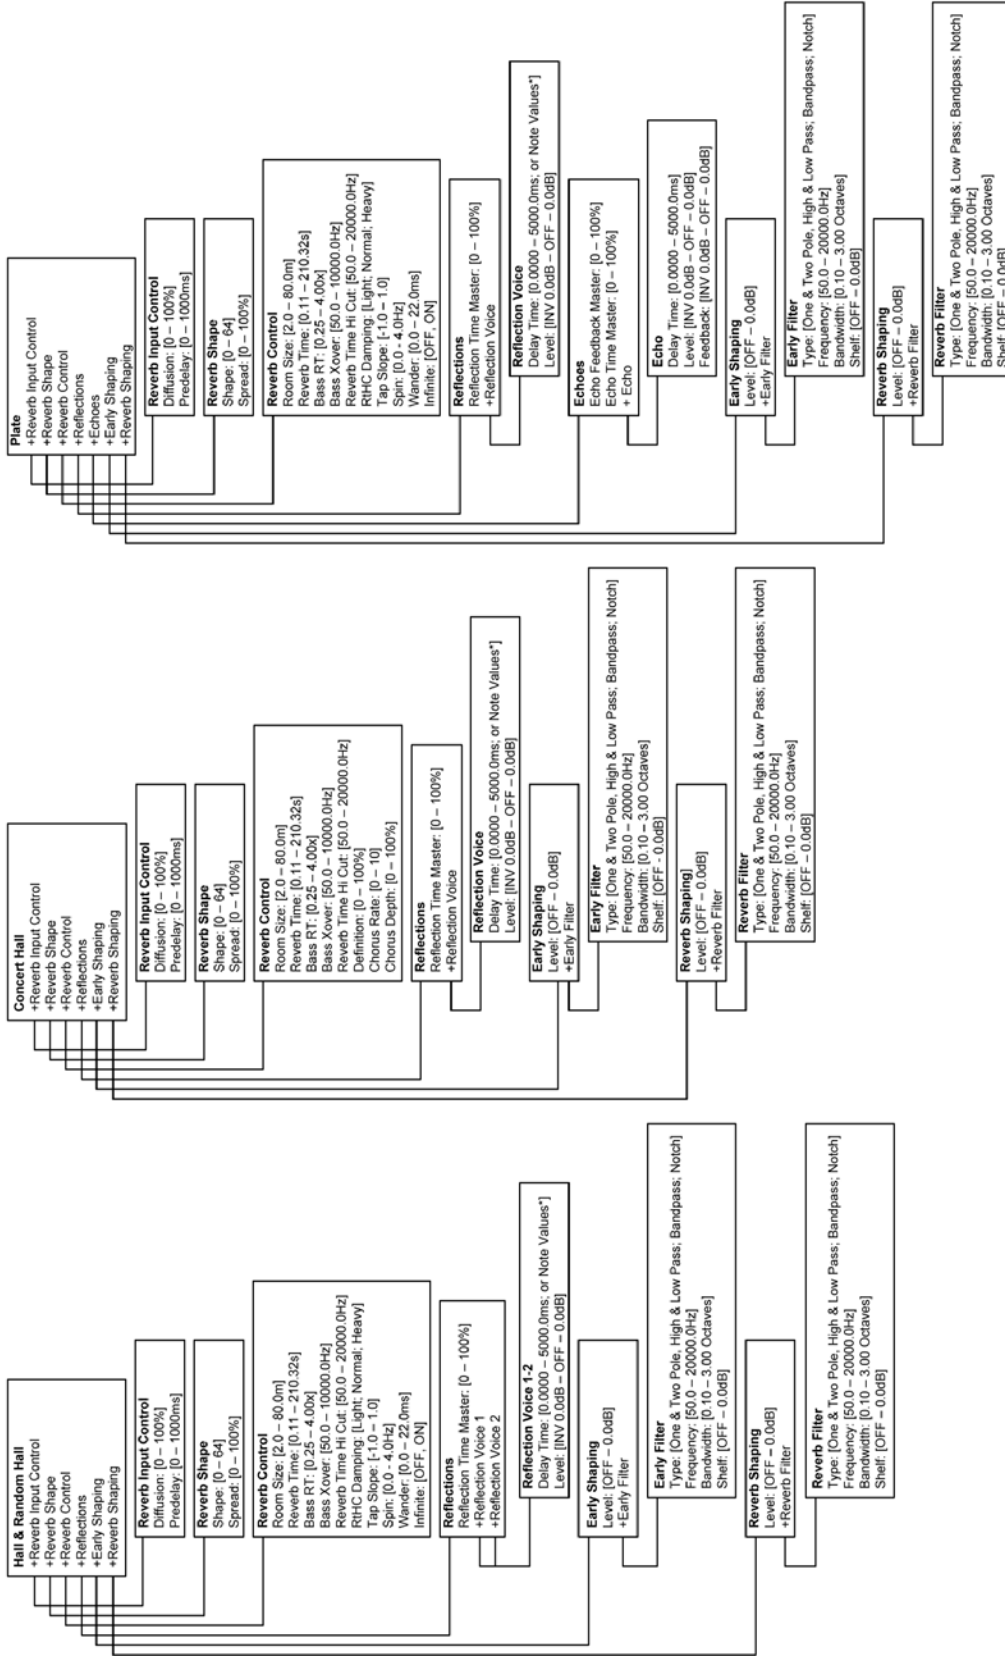 Hall & Random Hall
+Reverb Input Control
+Reverb Shape
+Reverb Control
+Reflections
+Early Shaping
+Reverb Shaping
Reverb Input Control
Diffusion: [0 – 100%]
Predelay: [0 – 1000ms]
Reverb Shape
Shape: [0 – 64]
Spread: [0 – 100%]
Reverb Control
Room Size: [2.0 – 80.0m]
Reverb Time: [0.11 – 210.32s]
Bass RT: [0.25 – 4.00x]
Bass Xover: [50.0 – 10000.0Hz]
Reverb Time Hi Cut: [50.0 – 20000.0Hz]
RtHC Damping: [Light; Normal; Heavy]
Tap Slope: [-1.0 – 1.0]
Spin: [0.0 - 4.0Hz]
Wander: [0.0 – 22.0ms]
Infinite: [OFF, ON]
Reflections
Reflection Time Master: [0 – 100%]
+Reflection Voice 1
+Reflection Voice 2
Reflection Voice 1-2
Delay Time: [0.0000 – 5000.0ms; or Note Values*]
Level: [INV 0.0dB – OFF – 0.0dB]
Early Shaping
Level: [OFF – 0.0dB]
+Early Filter
Early Filter
Type: [One & Two Pole, High & Low Pass; Bandpass; Notch]
Frequency: [50.0 – 20000.0Hz]
Bandwidth: [0.10 – 3.00 Octaves]
Shelf: [OFF – 0.0dB]
Reverb Shaping
Level: [OFF – 0.0dB]
+Reverb Filter
Reverb Filter
Type: [One & Two Pole, High & Low Pass; Bandpass; Notch]
Frequency: [50.0 – 20000.0Hz]
Bandwidth: [0.10 – 3.00 Octaves]
Shelf: [OFF – 0.0dB]
Concert Hall
+Reverb Input Control
+Reverb Shape
+Reverb Control
+Reflections
+Early Shaping
+Reverb Shaping
Reverb Input Control
Diffusion: [0 – 100%]
Predelay: [0 – 1000ms]
Reverb Shape
Shape: [0 – 64]
Spread: [0 – 100%]
Reverb Control
Room Size: [2.0 – 80.0m]
Reverb Time: [0.11 – 210.32s]
Bass RT: [0.25 – 4.00x]
Bass Xover: [50.0 – 10000.0Hz]
Reverb Time Hi Cut: [50.0 – 20000.0Hz]
Definition: [0 – 100%]
Chorus Rate: [0 – 10]
Chorus Depth: [0 – 100%]
Reflections
Reflection Time Master: [0 – 100%]
+Reflection Voice
Reflection Voice
Delay Time: [0.0000 – 5000.0ms; or Note Values*]
Level: [INV 0.0dB – OFF – 0.0dB]
Early Shaping
Level: [OFF – 0.0dB]
+Early Filter
Early Filter
Type: [One & Two Pole, High & Low Pass; Bandpass; Notch]
Frequency: [50.0 – 20000.0Hz]
Bandwidth: [0.10 – 3.00 Octaves]
Shelf: [OFF - 0.0dB]
Reverb Shaping]
Level: [OFF – 0.0dB]
+Reverb Filter
Reverb Filter
Type: [One & Two Pole, High & Low Pass; Bandpass; Notch]
Frequency: [50.0 – 20000.0Hz]
Bandwidth: [0.10 – 3.00 Octaves]
Shelf: [OFF – 0.0dB]
Plate
+Reverb Input Control
+Reverb Shape
+Reverb Control
+Reflections
+Echoes
+Early Shaping
+Reverb Shaping
Reverb Input Control
Diffusion: [0 – 100%]
Predelay: [0 – 1000ms]
Reverb Shape
Shape: [0 – 64]
Spread: [0 – 100%]
Reverb Control
Room Size: [2.0 – 80.0m]
Reverb Time: [0.11 – 210.32s]
Bass RT: [0.25 – 4.00x]
Bass Xover: [50.0 – 10000.0Hz]
Reverb Time Hi Cut: [50.0 – 20000.0Hz]
RtHC Damping: [Light; Normal; Heavy]
Tap Slope: [-1.0 – 1.0]
Spin: [0.0 - 4.0Hz]
Wander: [0.0 – 22.0ms]
Infinite: [OFF, ON]
Reflections
Reflection Time Master: [0 – 100%]
+Reflection Voice
Reflection Voice
Delay Time: [0.0000 – 5000.0ms; or Note Values*]
Level: [INV 0.0dB – OFF – 0.0dB]
Echoes
Echo Feedback Master: [0 – 100%]
Echo Time Master: [0 – 100%]
+ Echo
Echo
Delay Time: [0.0000 – 5000.0ms]
Level: [INV 0.0dB – OFF – 0.0dB]
Feedback: [INV 0.0dB – OFF – 0.0dB]
Early Shaping
Level: [OFF – 0.0dB]
+Early Filter
Early Filter
Type: [One & Two Pole, High & Low Pass; Bandpass; Notch]
Frequency: [50.0 – 20000.0Hz]
Bandwidth: [0.10 – 3.00 Octaves]
Shelf: [OFF – 0.0dB]
Reverb Shaping
Level: [OFF – 0.0dB]
+Reverb Filter
Reverb Filter
Type: [One & Two Pole, High & Low Pass; Bandpass; Notch]
Frequency: [50.0 – 20000.0Hz]
Bandwidth: [0.10 – 3.00 Octaves]
Shelf: [OFF – 0.0dB]